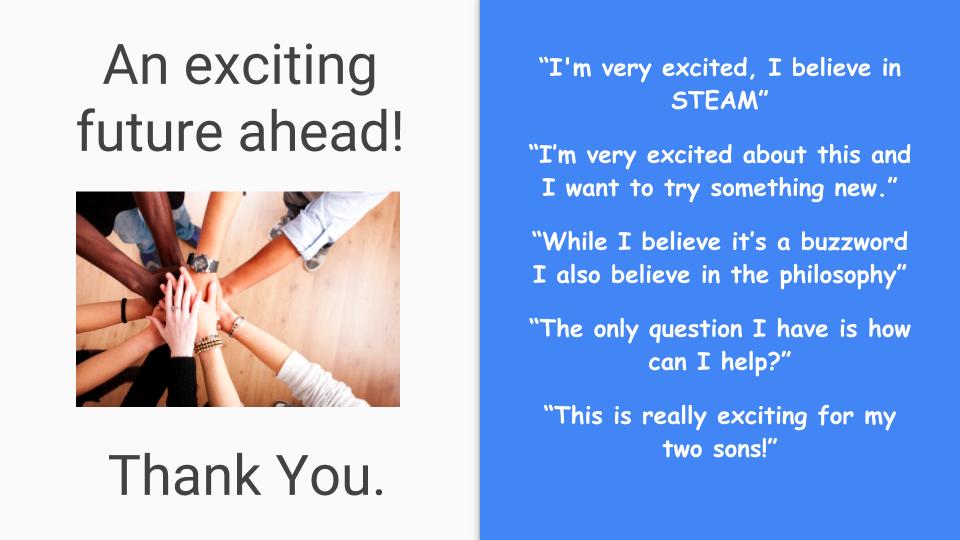 An exciting
future ahead!
Thank You.
“I'm very excited, I believe in
STEAM”
“I’m very excited about this and
I want to try something new.”
“While I believe it’s a buzzword
I also believe in the philosophy”
“The only question I have is how
can I help?”
“This is really exciting for my
two sons!”